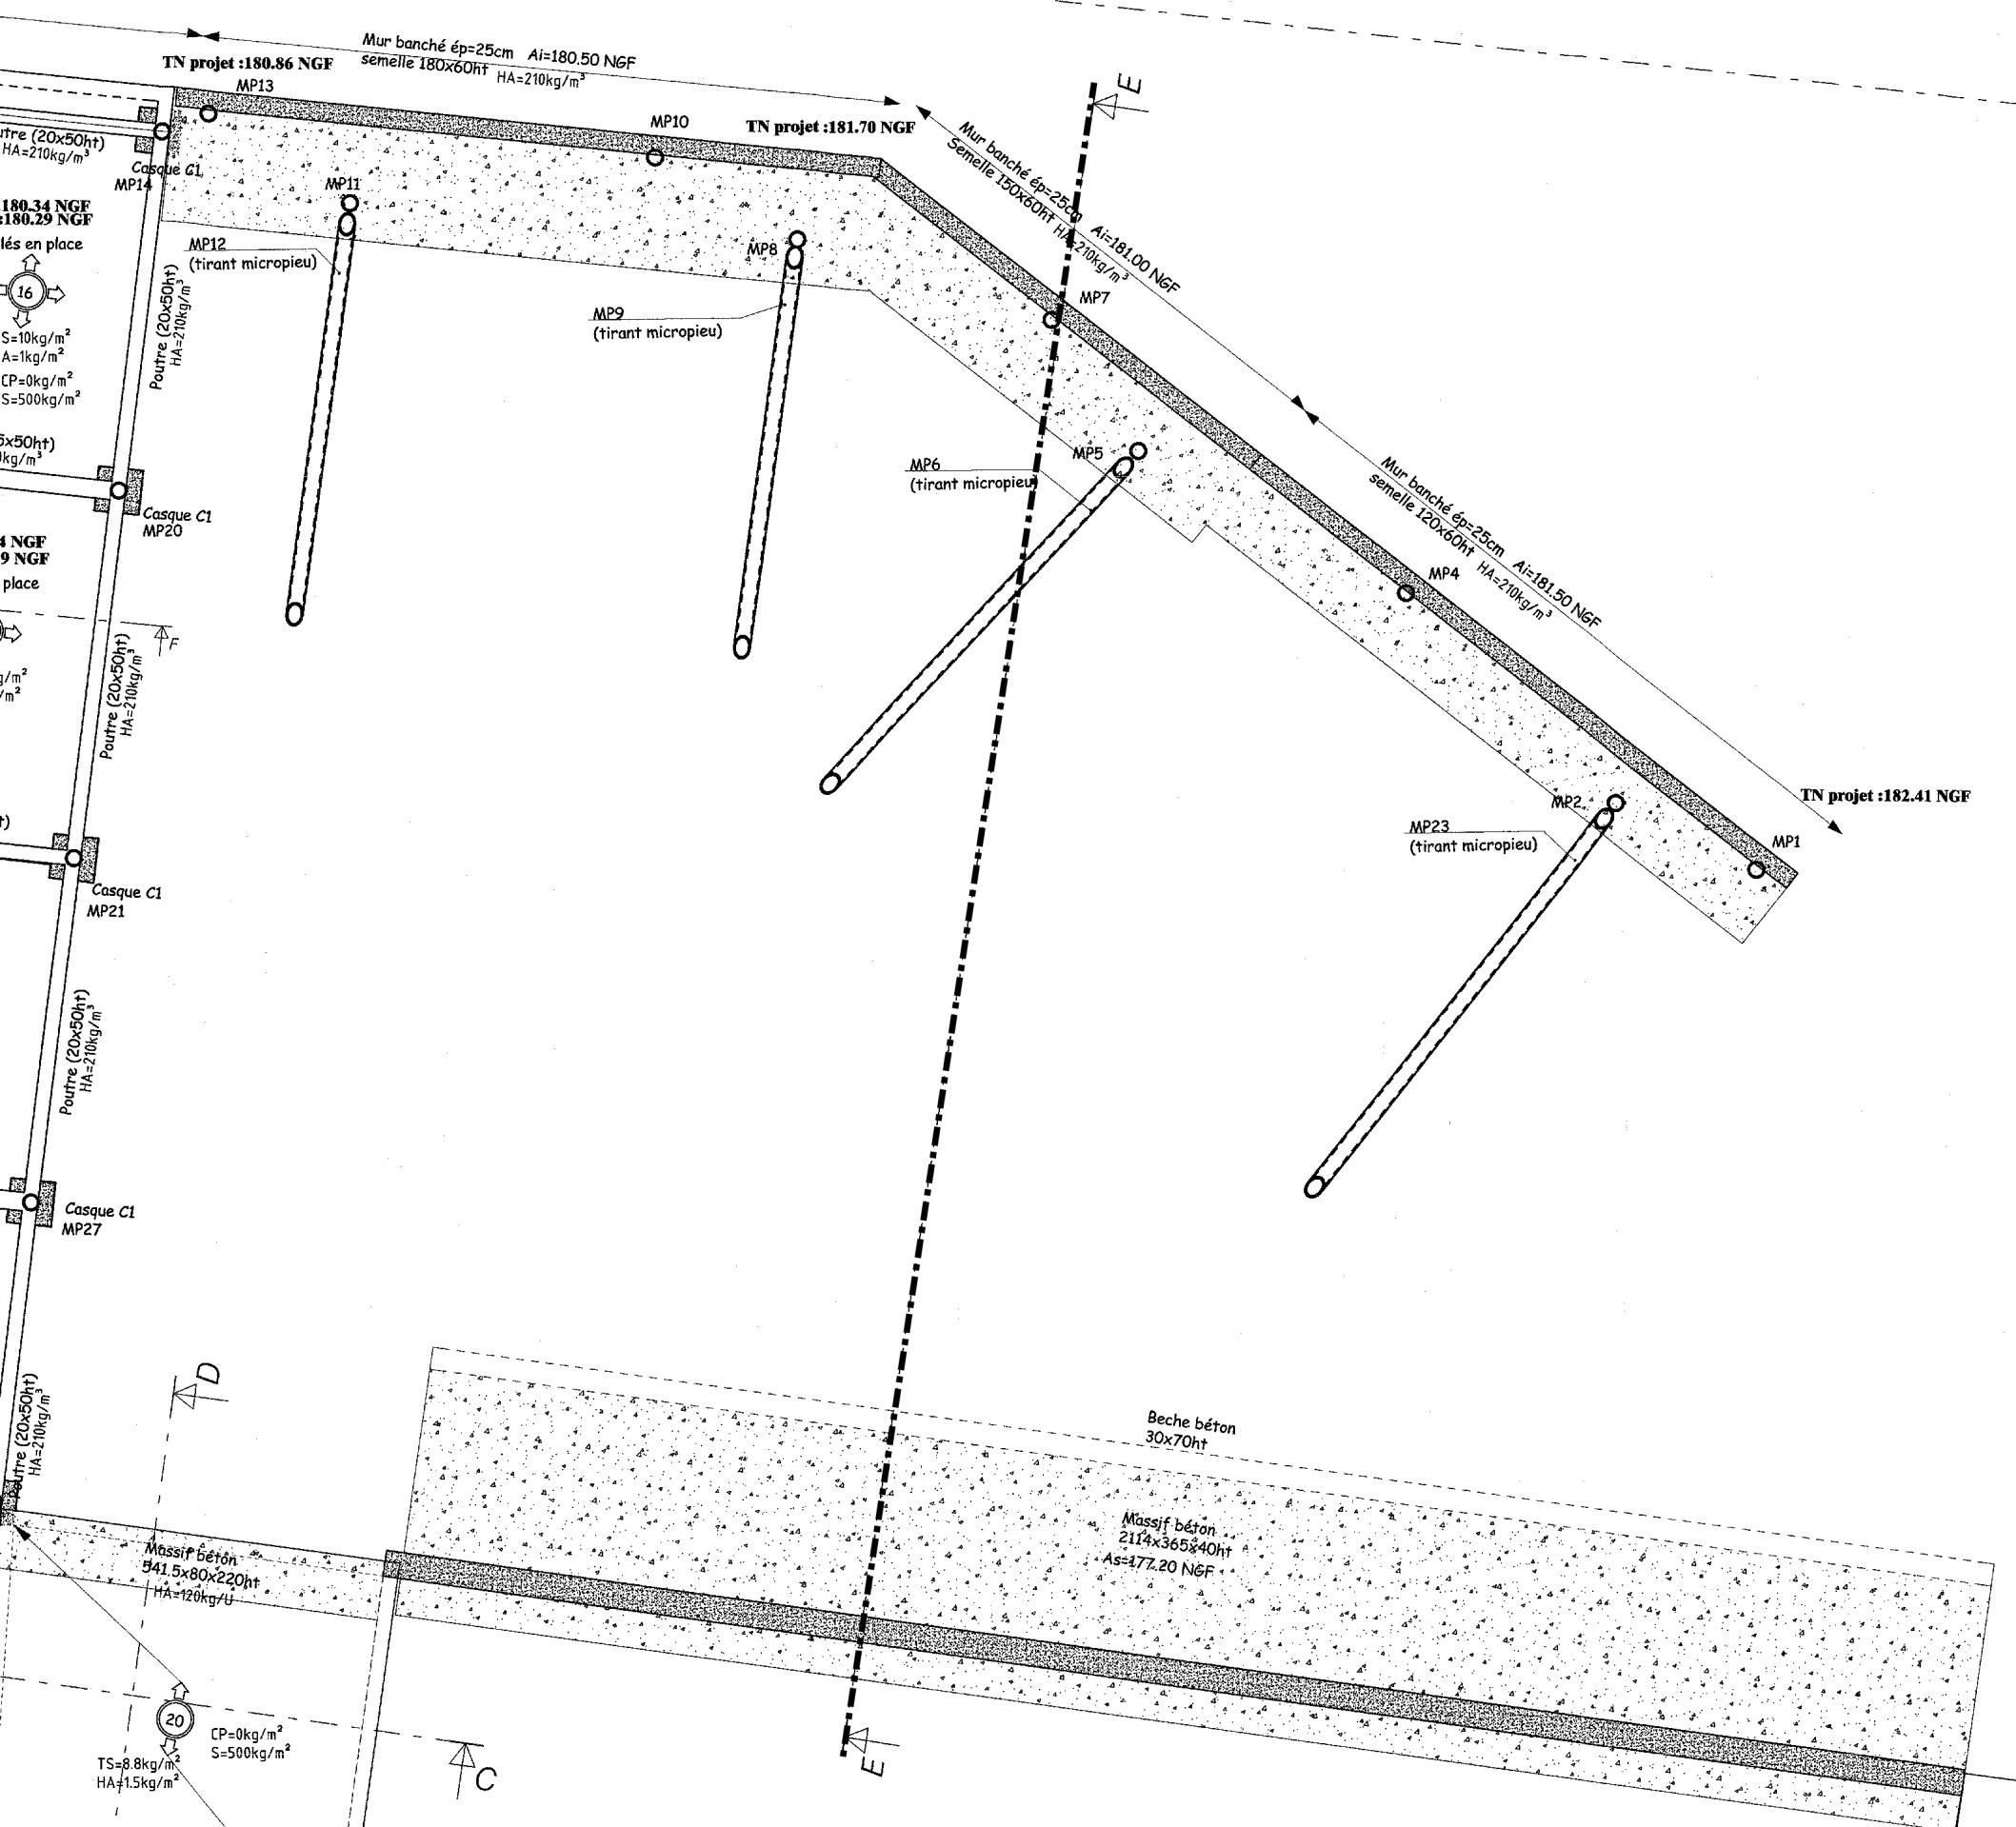 Mur banché ép=25cm Ai=180.50 NGF
semelle 180x60ht HA=210kg/m³
TN projet :180.86 NGF
MP13
MP10
TN projet :181.70 NGF
E
Mur banché ép=25cm Ai=181.00 NGF
Semelle 150x60ht HA=210kg/m³
(20x50ht)
HA=210kg/m³
Casque C1
MP14
MP11
180.34 NGF
:180.29 NGF
lés en place
MP12
(tirant micropieu)
MP8
16
S=10kg/m²
A=1kg/m²
CP=0kg/m²
S=500kg/m²
Poutre (20x50ht)
HA=210kg/m³
MP9
(tirant micropieu)
MP7
x50ht)
kg/m³
MP5
MP6
(tirant micropieu
Mur banché ép=25cm Ai=181.50 NGF
semelle 120x60ht HA=210kg/m³
Casque C1
MP20
4 NGF
9 NGF
place
MP4
F
g/m²
/m²
Poutre (20x50ht)
HA=210kg/m³
TN projet :182.41 NGF
MP2
MP23
(tirant micropieu)
MP1
Casque C1
MP21
Poutre (20x50ht)
HA=210kg/m³
Casque C1
MP27
D
Poutre (20x50ht)
HA=210kg/m³
Beche béton
30x70ht
Massif béton
2114x365x40ht
As=177.20 NGF
Massif béton
541.5x80x220ht
HA=120kg/U
20
CP=0kg/m²
S=500kg/m²
TS=8.8kg/m²
HA=1.5kg/m²
C
E